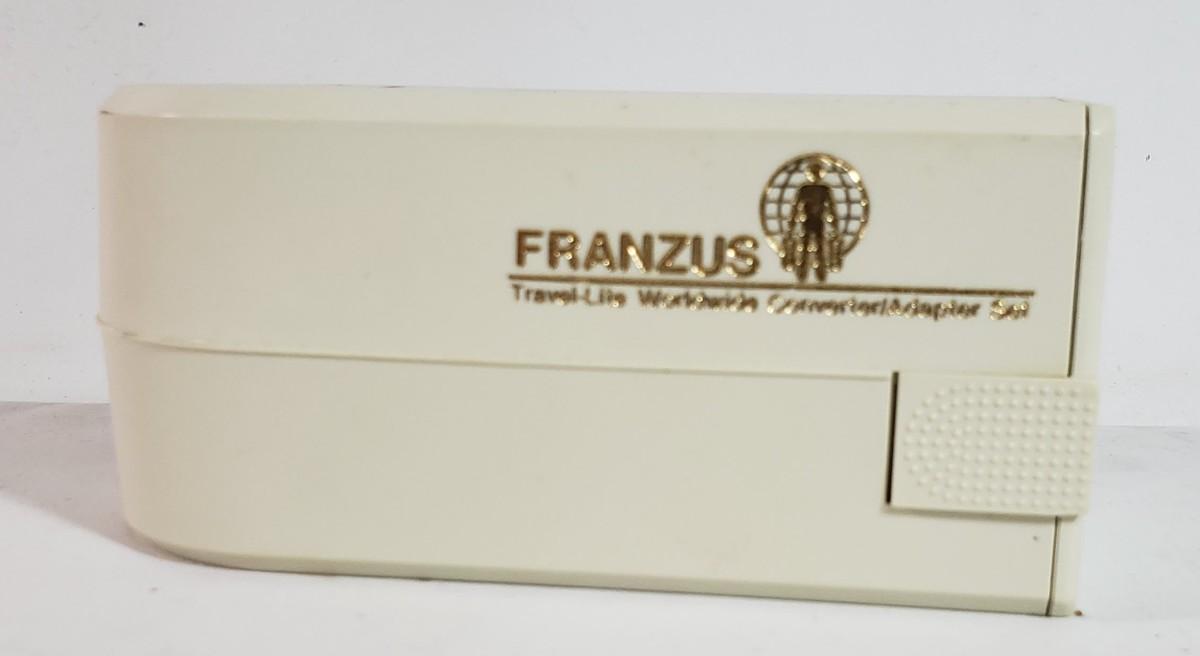 FRANZUS
Travel-Lite Worldwide Converter/Adapter Set